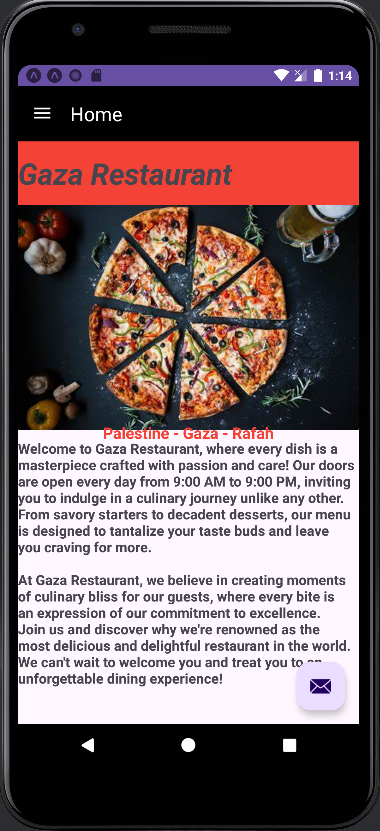 1:14
Home
Gaza Restaurant
Palestine - Gaza - Rafah
Welcome to Gaza Restaurant, where every dish is a
masterpiece crafted with passion and care! Our doors
are open every day from 9:00 AM to 9:00 PM, inviting
you to indulge in a culinary journey unlike any other.
From savory starters to decadent desserts, our menu
is designed to tantalize your taste buds and leave
you craving for more.
At Gaza Restaurant, we believe in creating moments
of culinary bliss for our guests, where every bite is
an expression of our commitment to excellence.
Join us and discover why we're renowned as the
most delicious and delightful restaurant in the world.
We can't wait to welcome you and treat you to an
unforgettable dining experience!